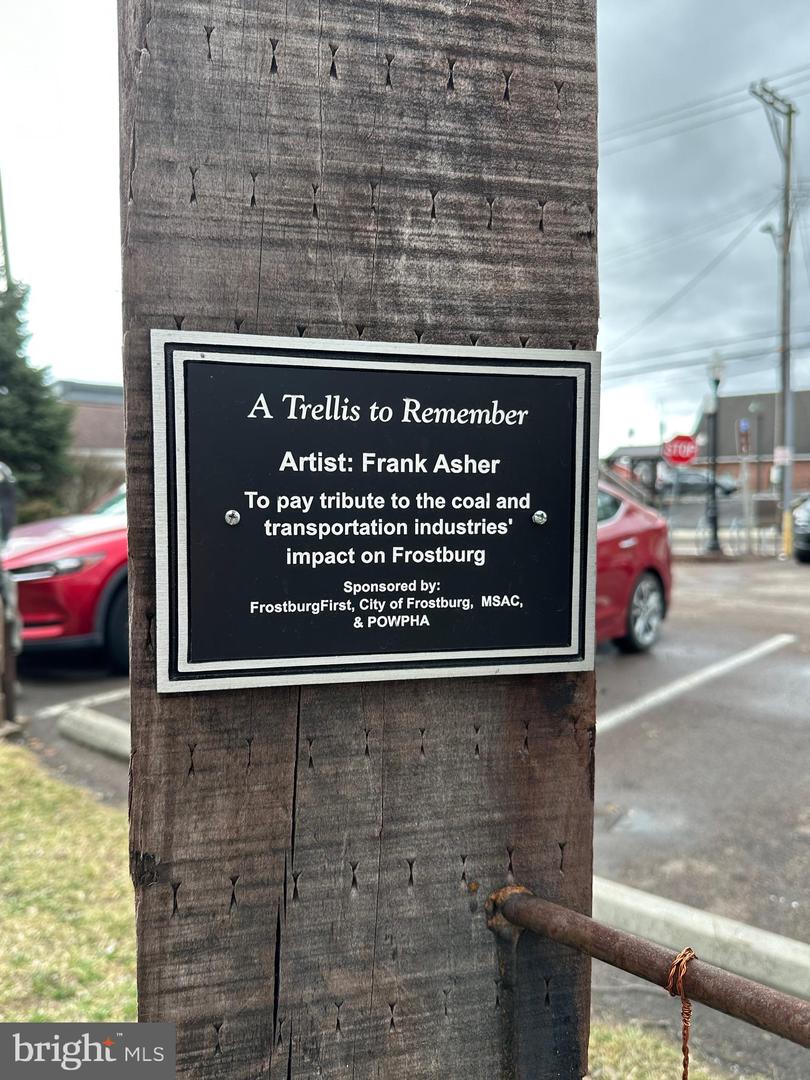 A Trellis to Remember
Artist: Frank Asher
To pay tribute to the coal and
transportation industries'
impact on Frostburg
Sponsored by:
FrostburgFirst, City of Frostburg, MSAC,
& POWPHA
STOP
bright MLS